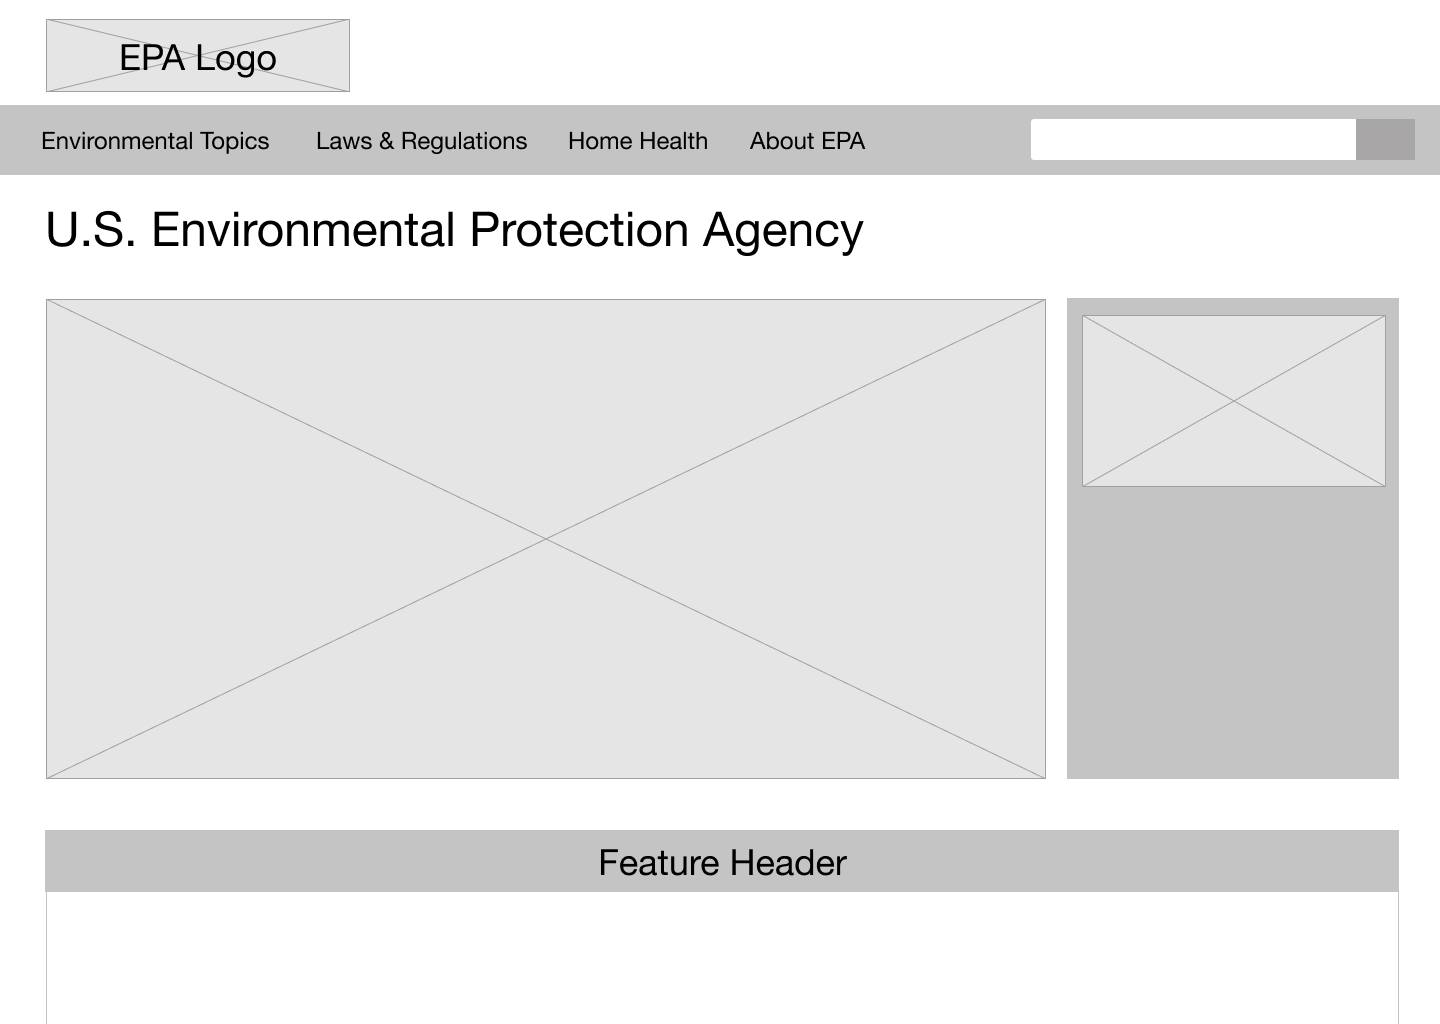 EPA Logo
Environmental Topics Laws & Regulations Home Health About EPA
U.S. Environmental Protection Agency
Feature Header